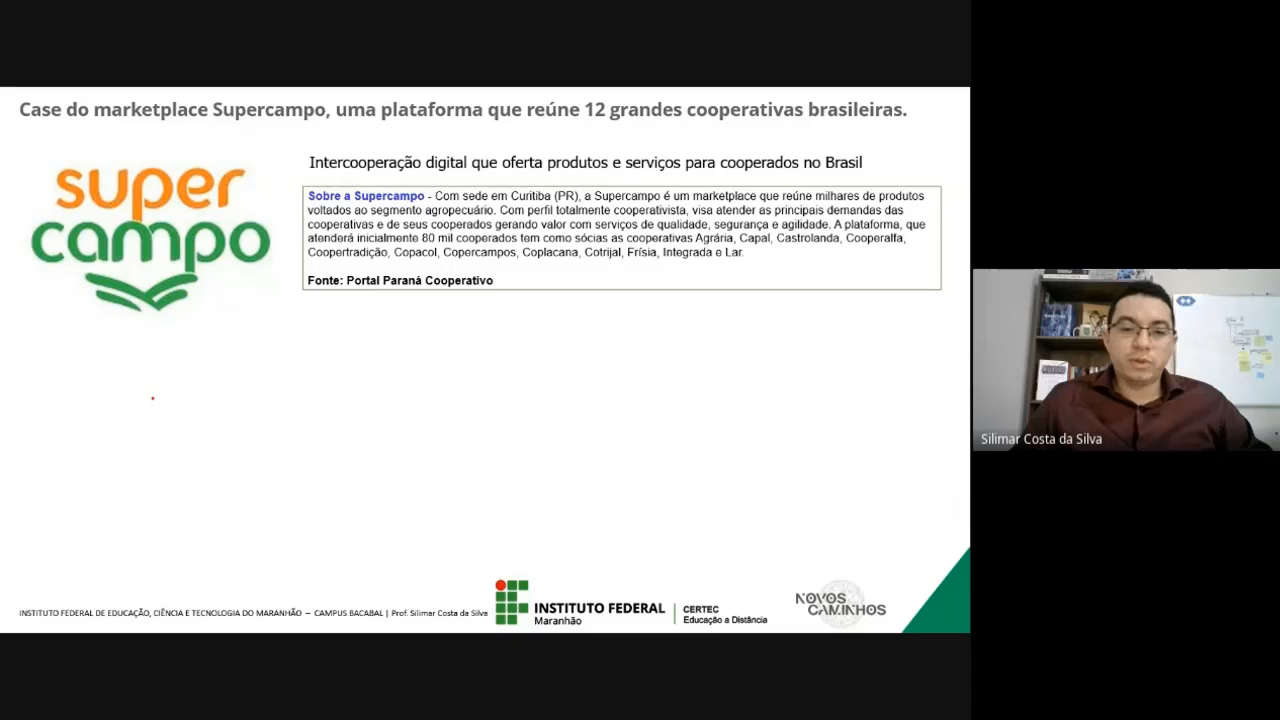 Case do marketplace Supercampo, uma plataforma que reúne 12 grandes cooperativas brasileiras.
super
campo
Intercooperação digital que oferta produtos e serviços para cooperados no Brasil
Sobre a Supercampo - Com sede em Curitiba (PR), a Supercampo é um marketplace que reúne milhares de produtos
voltados ao segmento agropecuário. Com perfil totalmente cooperativista, visa atender as principais demandas das
cooperativas e de seus cooperados gerando valor com serviços de qualidade, segurança e agilidade. A plataforma, que
atenderá inicialmente 80 mil cooperados tem como sócias as cooperativas Agrária, Capal, Castrolanda, Cooperalfa,
Coopertradição, Copacol, Copercampos, Coplacana, Cotrijal, Frísia, Integrada e Lar.
Fonte: Portal Paraná Cooperativo
Silimar Costa da Silva
INSTITUTO FEDERAL DE EDUCAÇÃO, CIÊNCIA E TECNOLOGIA DO MARANHÃO – CAMPUS BACABAL | Prof. Silimar Costa da Silva
INSTITUTO FEDERAL
Maranhão
CERTEC
Educação a Distância
NOVOS
CAMINHOS